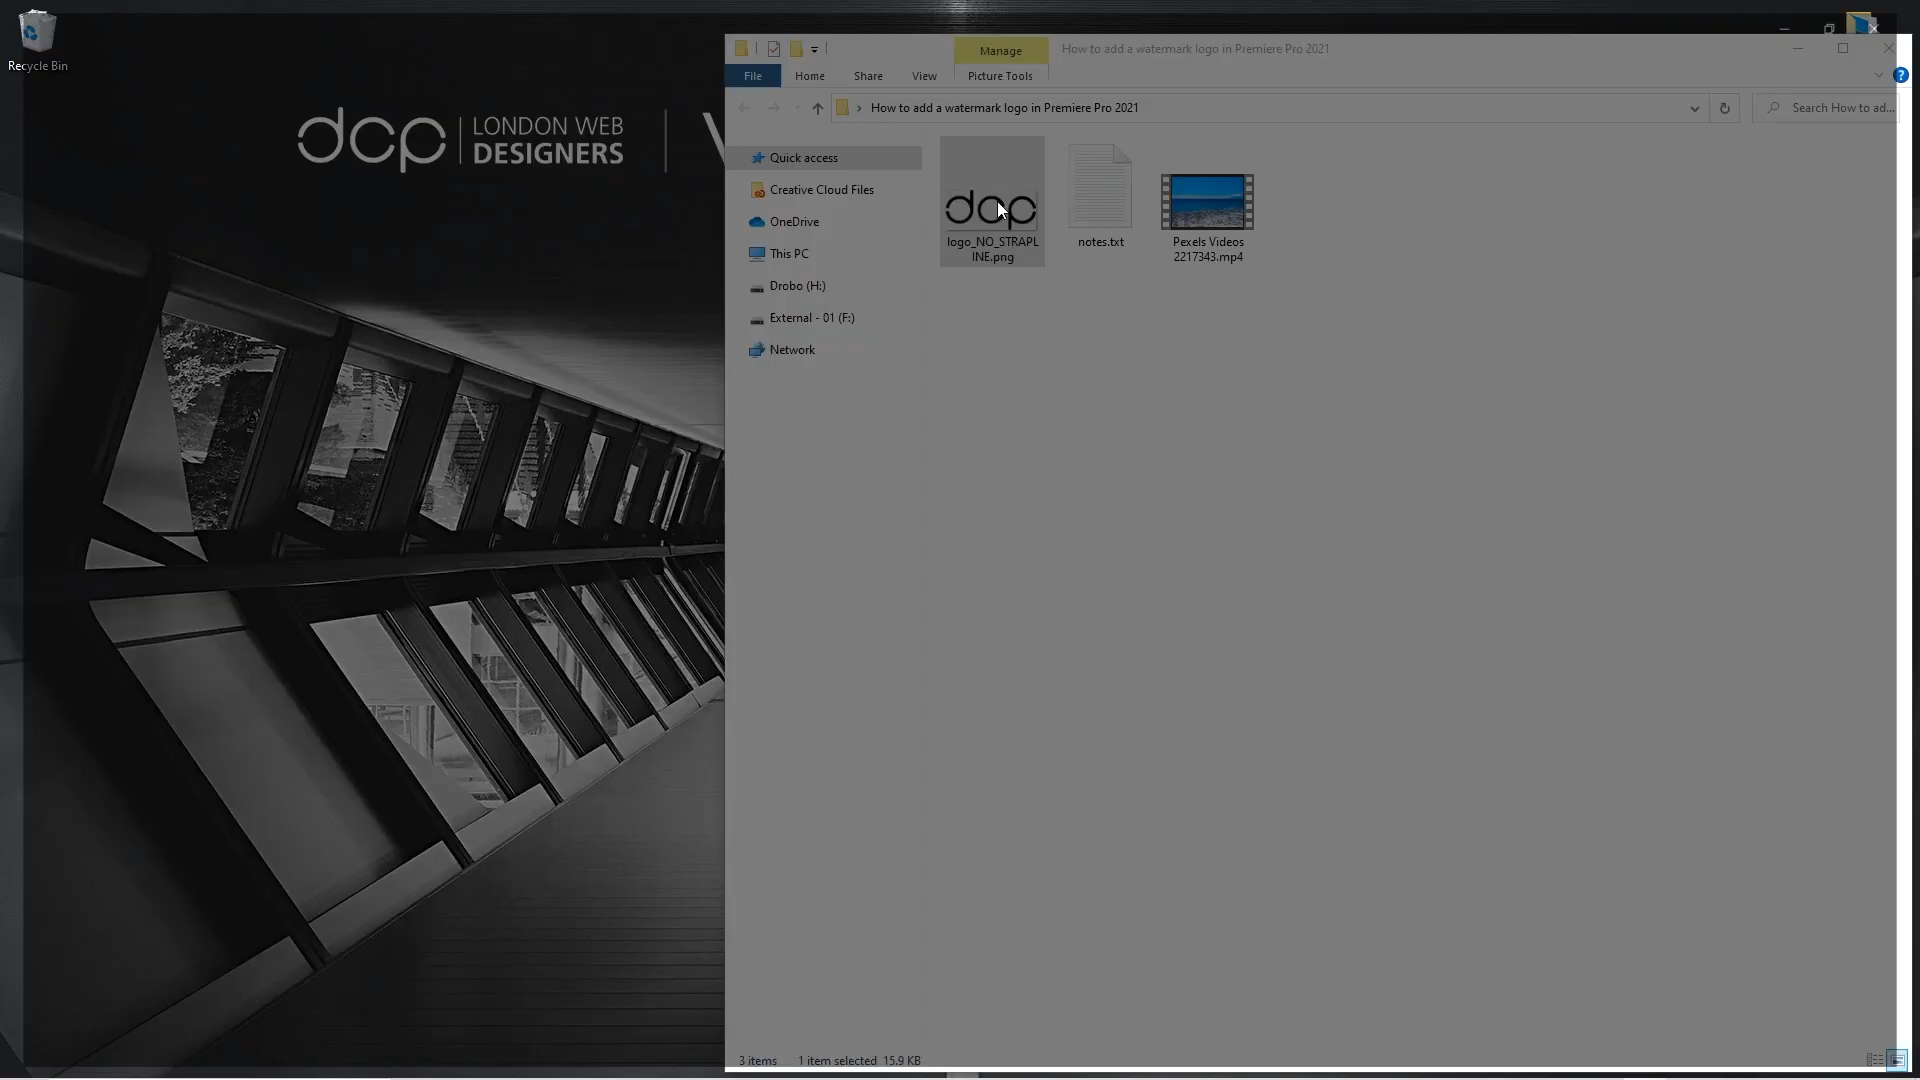 Recycle Bin
dcp LONDON WEB
DESIGNERS
Manage
How to add a watermark logo in Premiere Pro 2021
File
Home
Share
View
Picture Tools
How to add a watermark logo in Premiere Pro 2021
Search How to ad...
Quick access
Creative Cloud Files
OneDrive
This PC
Drobo (H:)
External - 01 (F:)
Network
dcp
logo_NO_STRAPL
INE.png
notes.txt
Pexels Videos
2217343.mp4
3 items
1 item selected 15.9 KB